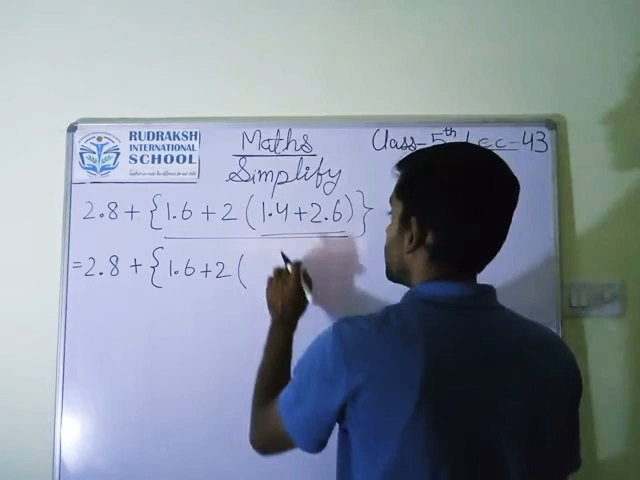 RUDRAKSH
INTERNATIONAL
SCHOOL
Maths
Class-5th Lec-43
Simplify
2.8+{1.6+2(1.4+2.6)}
=2.8+{1.6+2(